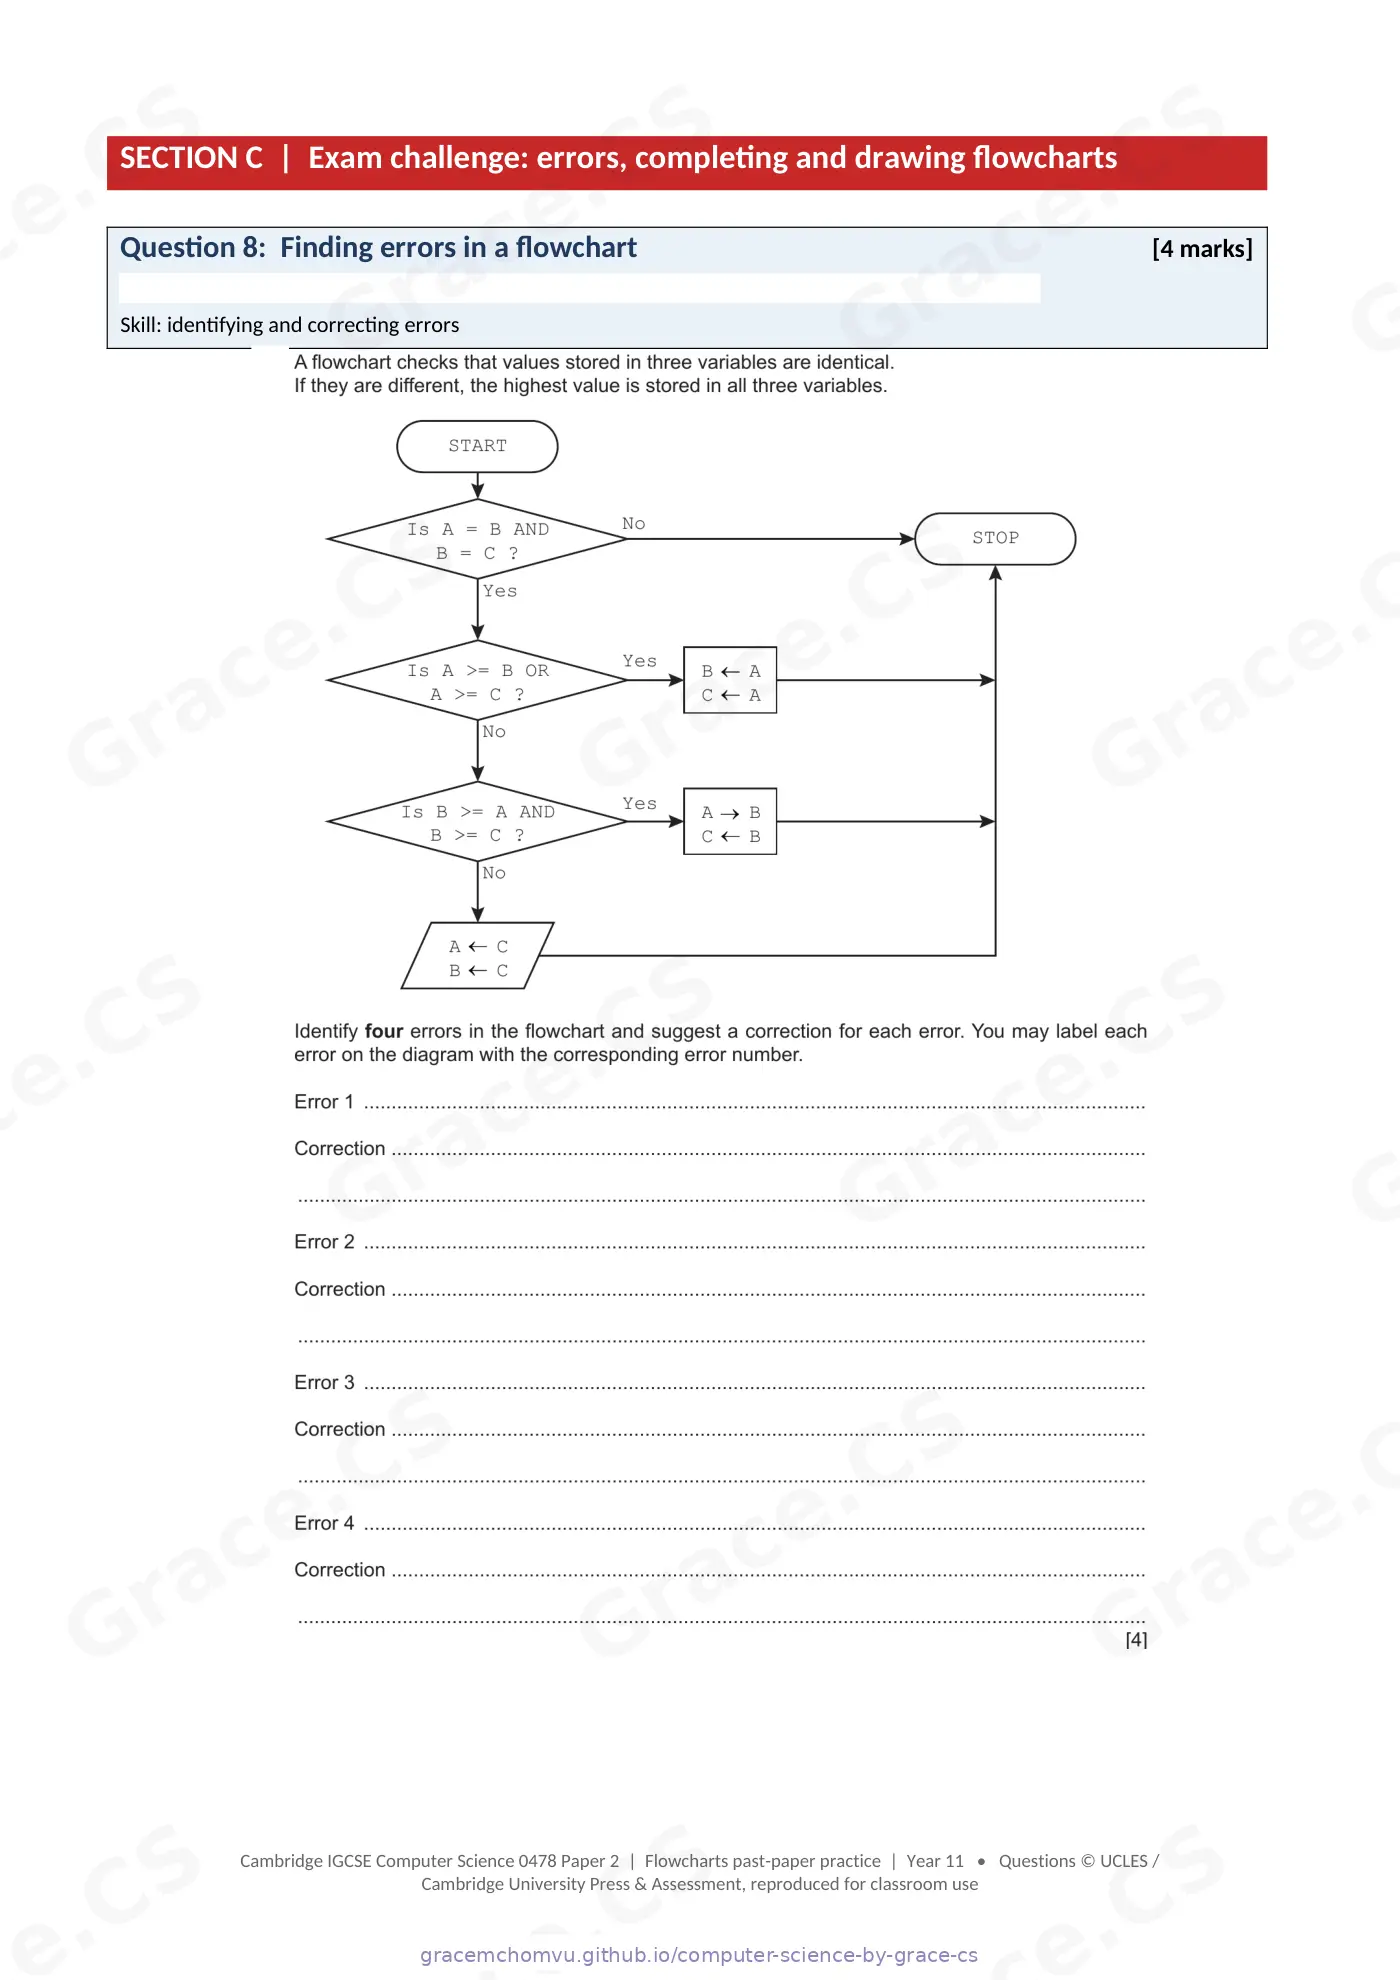 SECTION C | Exam challenge: errors, completing and drawing flowcharts
Question 8: Finding errors in a flowchart [4 marks]
Skill: identifying and correcting errors
A flowchart checks that values stored in three variables are identical.
If they are different, the highest value is stored in all three variables.
START
Is A = B AND
B = C ?
No
STOP
Yes
Is A >= B OR
A >= C ?
Yes
B ← A
C ← A
No
Is B >= A AND
B >= C ?
Yes
A → B
C ← B
No
A ← C
B ← C
Identify four errors in the flowchart and suggest a correction for each error. You may label each
error on the diagram with the corresponding error number.
Error 1 ................................................................
Correction ................................................................
................................................................
Error 2 ................................................................
Correction ................................................................
................................................................
Error 3 ................................................................
Correction ................................................................
................................................................
Error 4 ................................................................
Correction ................................................................
................................................................
[4]
Cambridge IGCSE Computer Science 0478 Paper 2 | Flowcharts past-paper practice | Year 11 • Questions © UCLES /
Cambridge University Press & Assessment, reproduced for classroom use
gracemchomvu.github.io/computer-science-by-grace-cs
Grace.CS